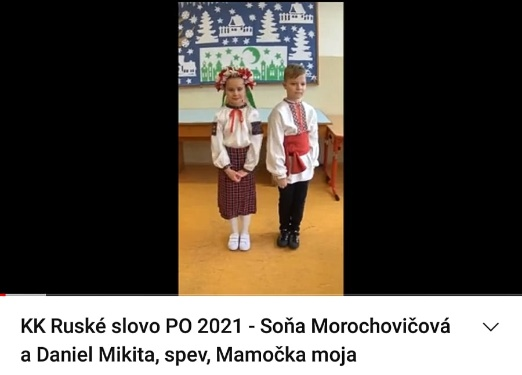 KK Ruské slovo PO 2021 - Soňa Morochovičová
a Daniel Mikita, spev, Mamočka moja